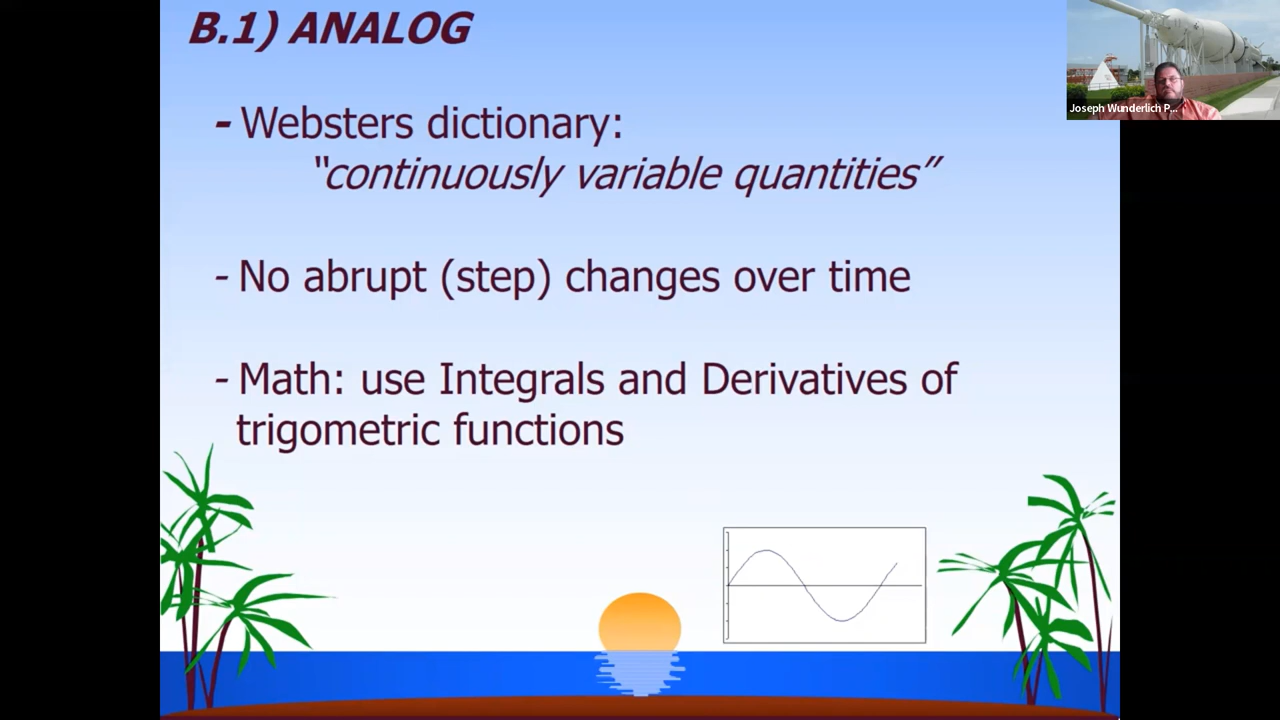 B.1) ANALOG
- Websters dictionary:
“continuously variable quantities”
- No abrupt (step) changes over time
- Math: use Integrals and Derivatives of
trigometric functions
Joseph Wunderlich P...